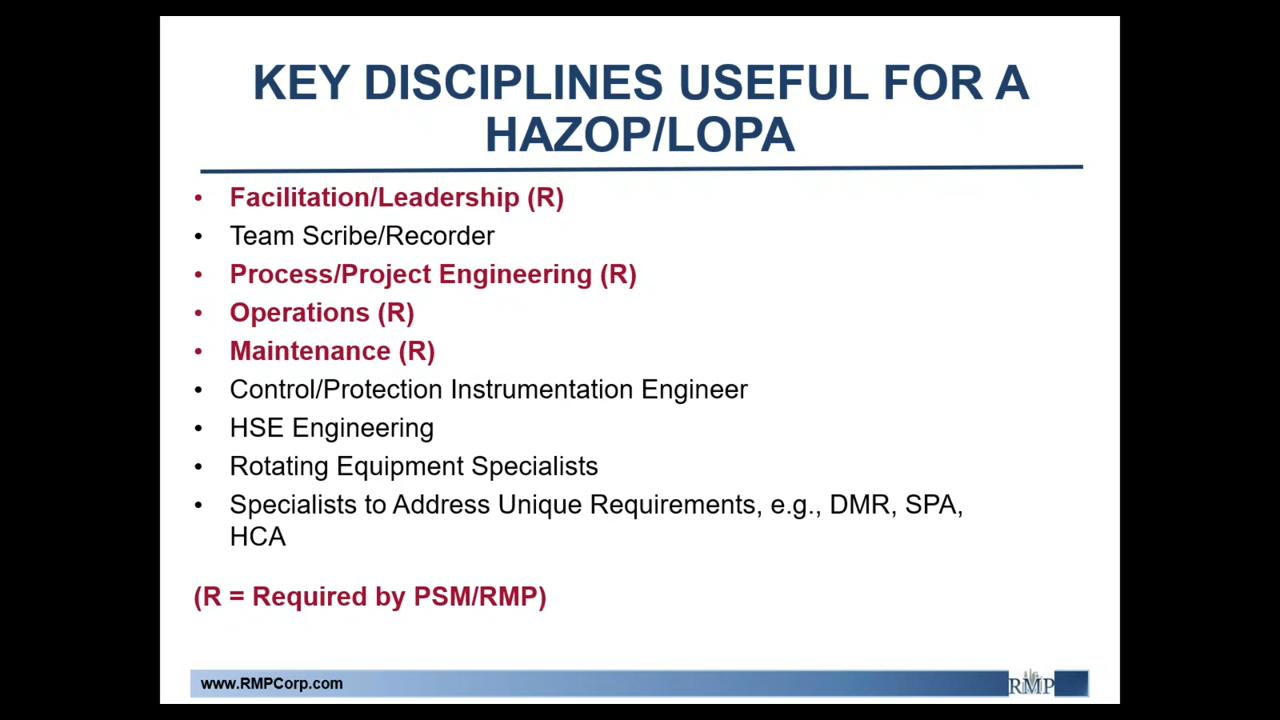 KEY DISCIPLINES USEFUL FOR A
HAZOP/LOPA
• Facilitation/Leadership (R)
• Team Scribe/Recorder
• Process/Project Engineering (R)
• Operations (R)
• Maintenance (R)
• Control/Protection Instrumentation Engineer
• HSE Engineering
• Rotating Equipment Specialists
• Specialists to Address Unique Requirements, e.g., DMR, SPA,
HCA
(R = Required by PSM/RMP)
www.RMPCorp.com
RMP